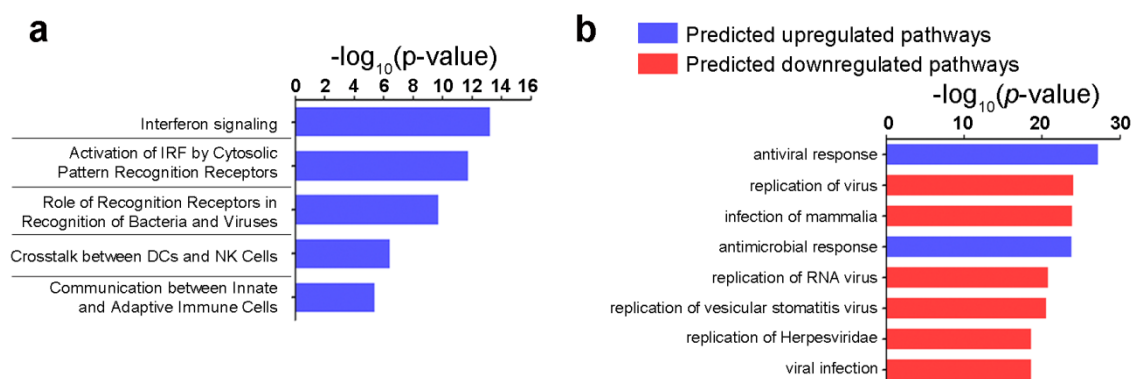 a
-log10(p-value)
0 2 4 6 8 10 12 14 16
Interferon signaling
Activation of IRF by Cytosolic
Pattern Recognition Receptors
Role of Recognition Receptors in
Recognition of Bacteria and Viruses
Crosstalk between DCs and NK Cells
Communication between Innate
and Adaptive Immune Cells
b
Predicted upregulated pathways
Predicted downregulated pathways
-log10(p-value)
0 10 20 30
antiviral response
replication of virus
infection of mammalia
antimicrobial response
replication of RNA virus
replication of vesicular stomatitis virus
replication of Herpesviridae
viral infection